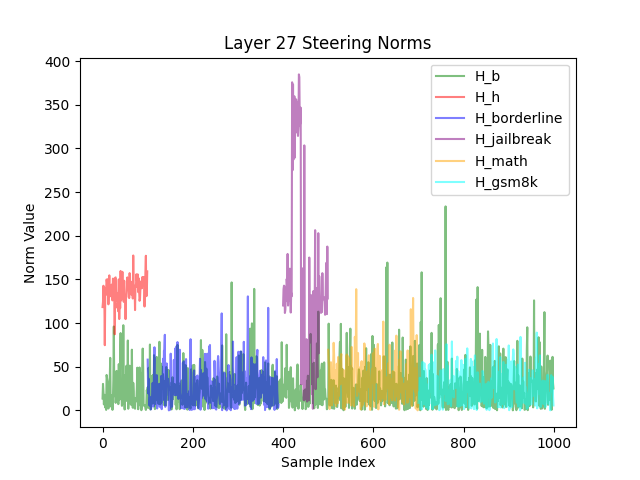 Layer 27 Steering Norms
400
350
300
250
200
150
100
50
0
Norm Value
H_b
H_h
H_borderline
H_jailbreak
H_math
H_gsm8k
0
200
400
600
800
1000
Sample Index